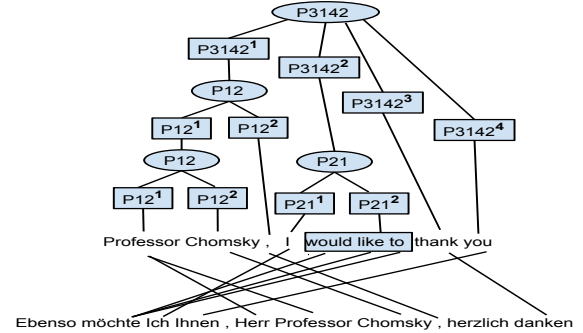 P3142
P3142¹
P3142²
P12
P3142³
P12¹ P12² P3142⁴
P12 P21
P12¹ P12² P21¹ P21²
Professor Chomsky , I would like to thank you
Ebenso möchte Ich Ihnen , Herr Professor Chomsky , herzlich danken